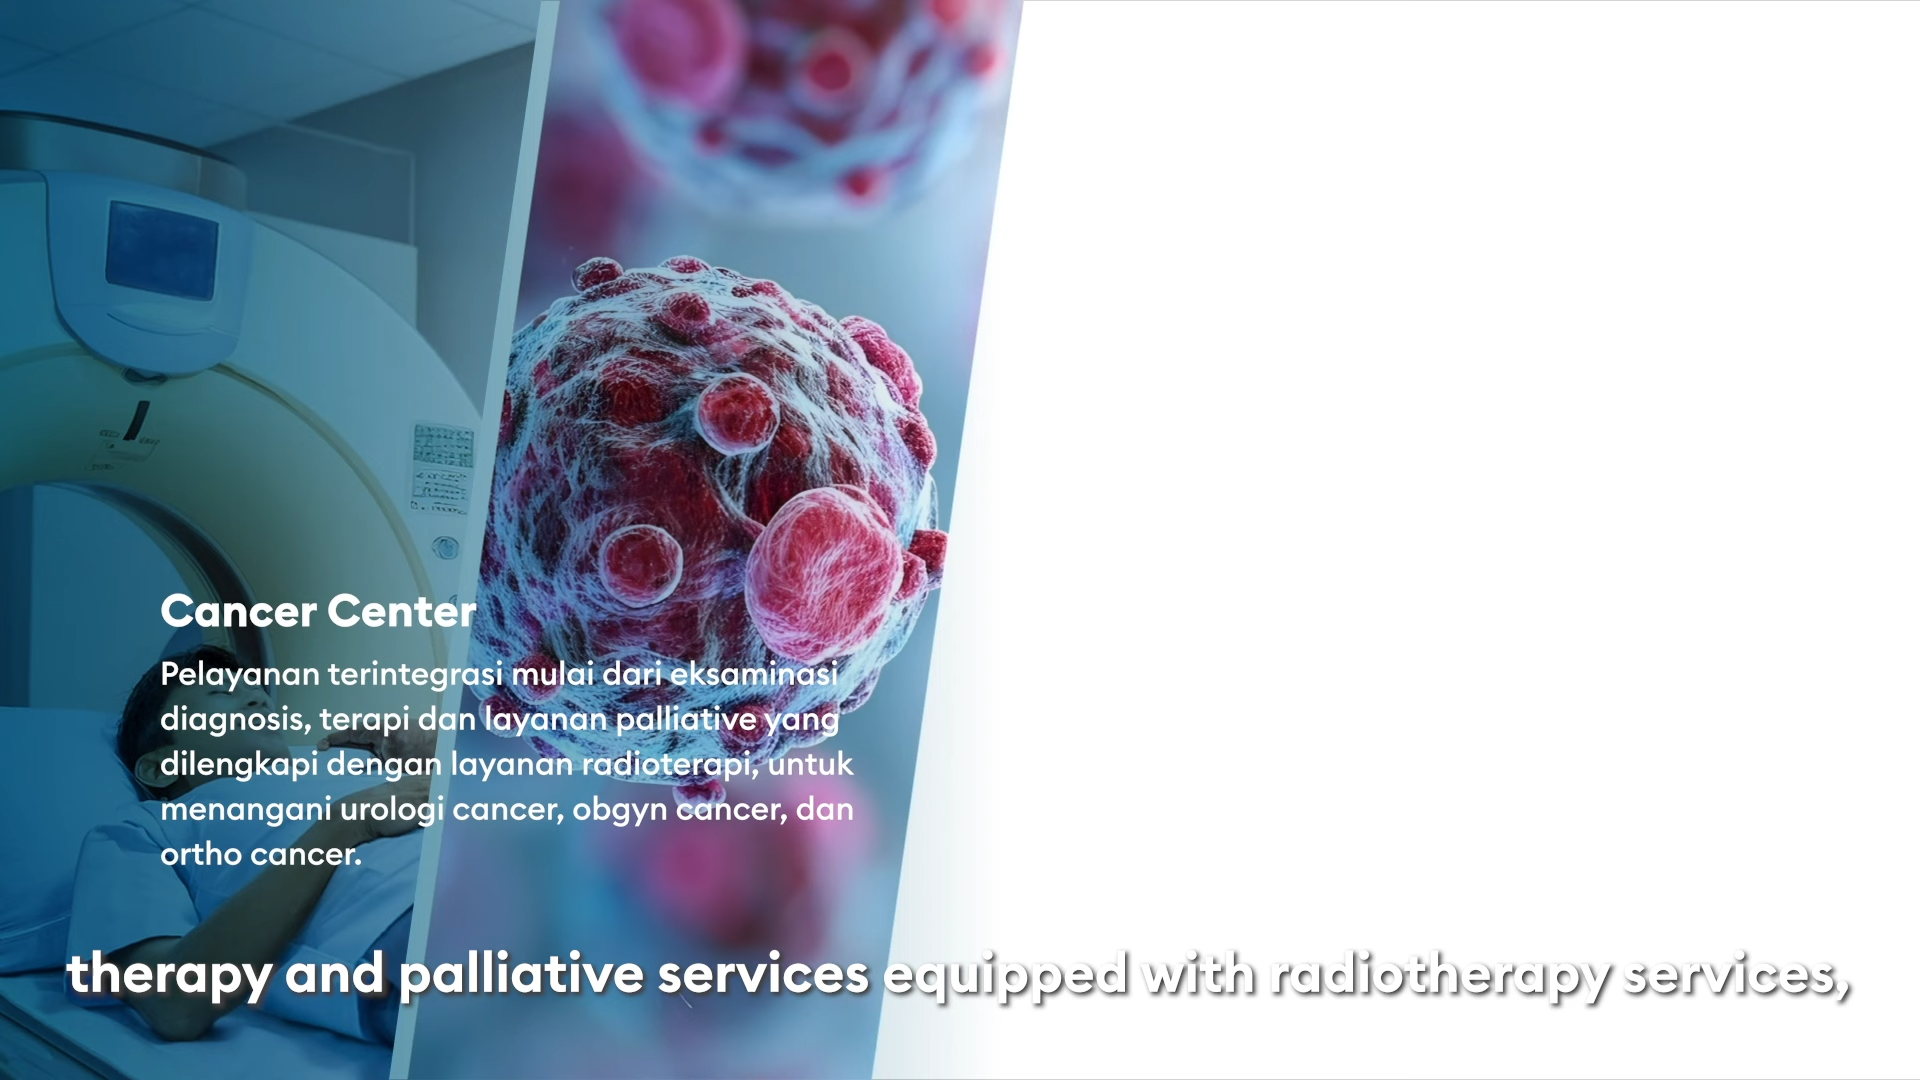 Cancer Center
Pelayanan terintegrasi mulai dari eksaminasi
diagnosis, terapi dan layanan palliative yang
dilengkapi dengan layanan radioterapi, untuk
menangani urologi cancer, obgyn cancer, dan
ortho cancer.
therapy and palliative services equipped with radiotherapy services,